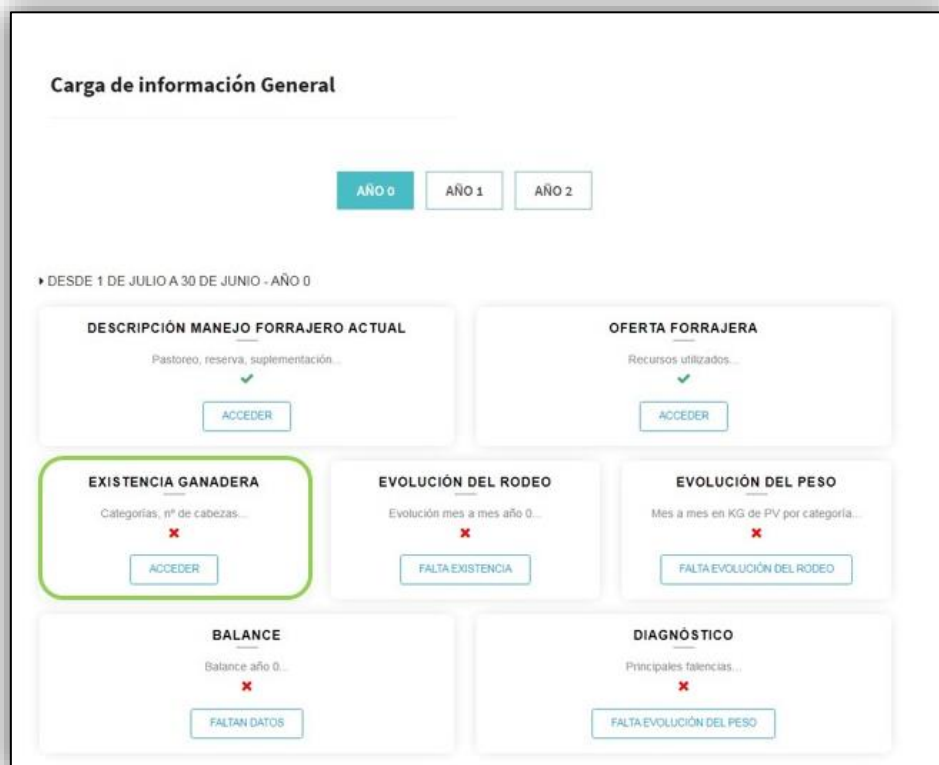 Carga de información General
AÑO 0 AÑO 1 AÑO 2
DESDE 1 DE JULIO A 30 DE JUNIO - AÑO 0
DESCRIPCIÓN MANEJO FORRAJERO ACTUAL
Pastoreo, reserva, suplementación...
ACCEDER
OFERTA FORRAJERA
Recursos utilizados...
ACCEDER
EXISTENCIA GANADERA
Categorías, nº de cabezas...
ACCEDER
EVOLUCIÓN DEL RODEO
Evolución mes a mes año 0...
FALTA EXISTENCIA
EVOLUCIÓN DEL PESO
Mes a mes en KG de PV por categoría...
FALTA EVOLUCIÓN DEL RODEO
BALANCE
Balance año 0...
FALTAN DATOS
DIAGNÓSTICO
Principales falencias...
FALTA EVOLUCIÓN DEL PESO